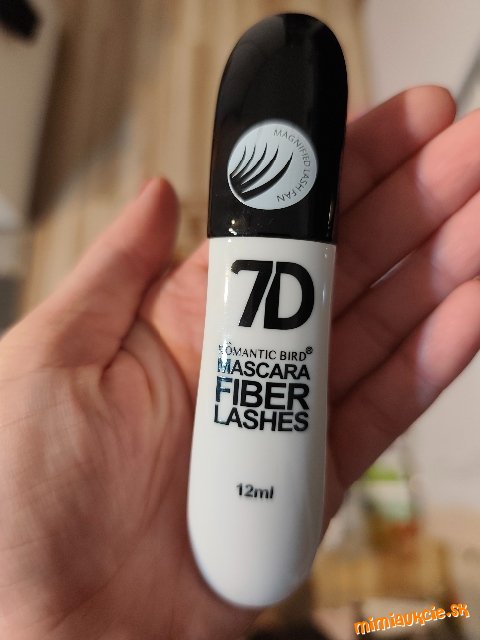 MAGNIFIED LASH FAN
7D
ROMANTIC BIRD®
MASCARA
FIBER
LASHES
12ml
mimiaukcie.sk